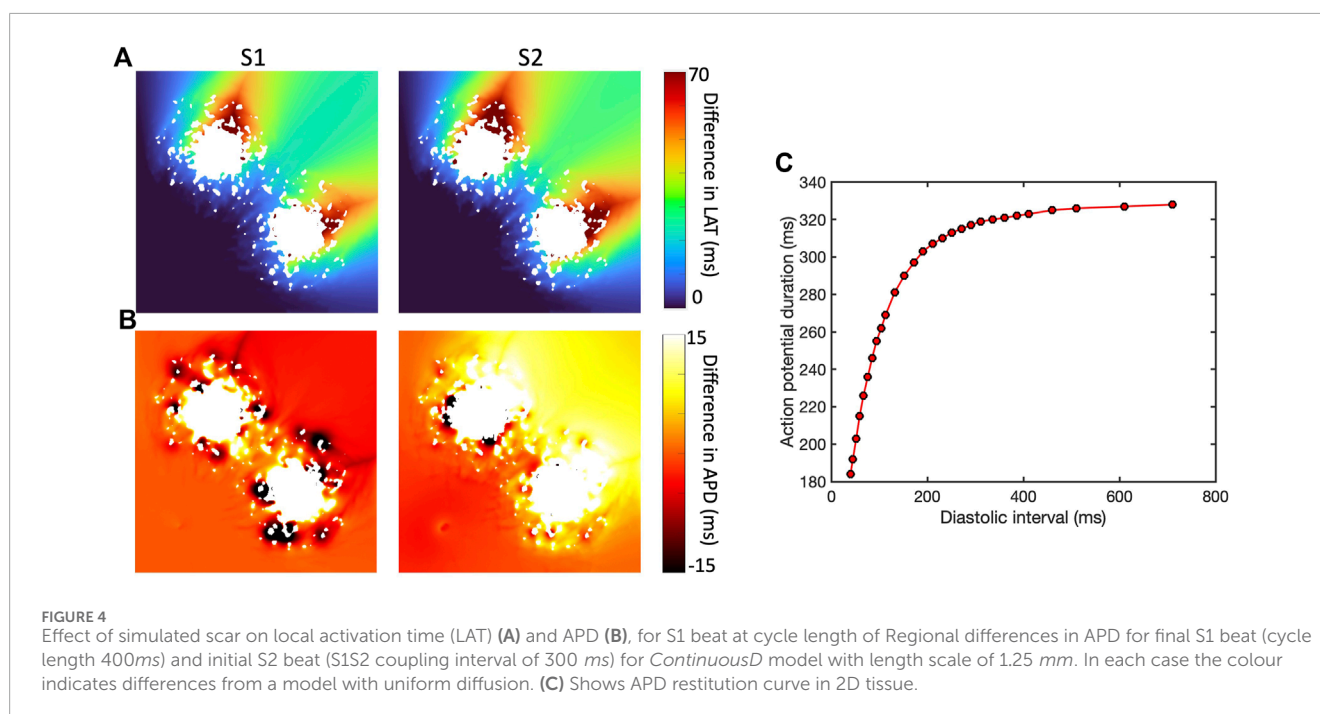 A
S1
S2
70
Difference in LAT (ms)
0
B
15
Difference in APD (ms)
-15
C
340
320
300
280
260
240
220
200
180
Action potential duration (ms)
0 200 400 600 800
Diastolic interval (ms)
FIGURE 4
Effect of simulated scar on local activation time (LAT) (A) and APD (B), for S1 beat at cycle length of Regional differences in APD for final S1 beat (cycle
length 400ms) and initial S2 beat (S1S2 coupling interval of 300 ms) for ContinuousD model with length scale of 1.25 mm. In each case the colour
indicates differences from a model with uniform diffusion. (C) Shows APD restitution curve in 2D tissue.